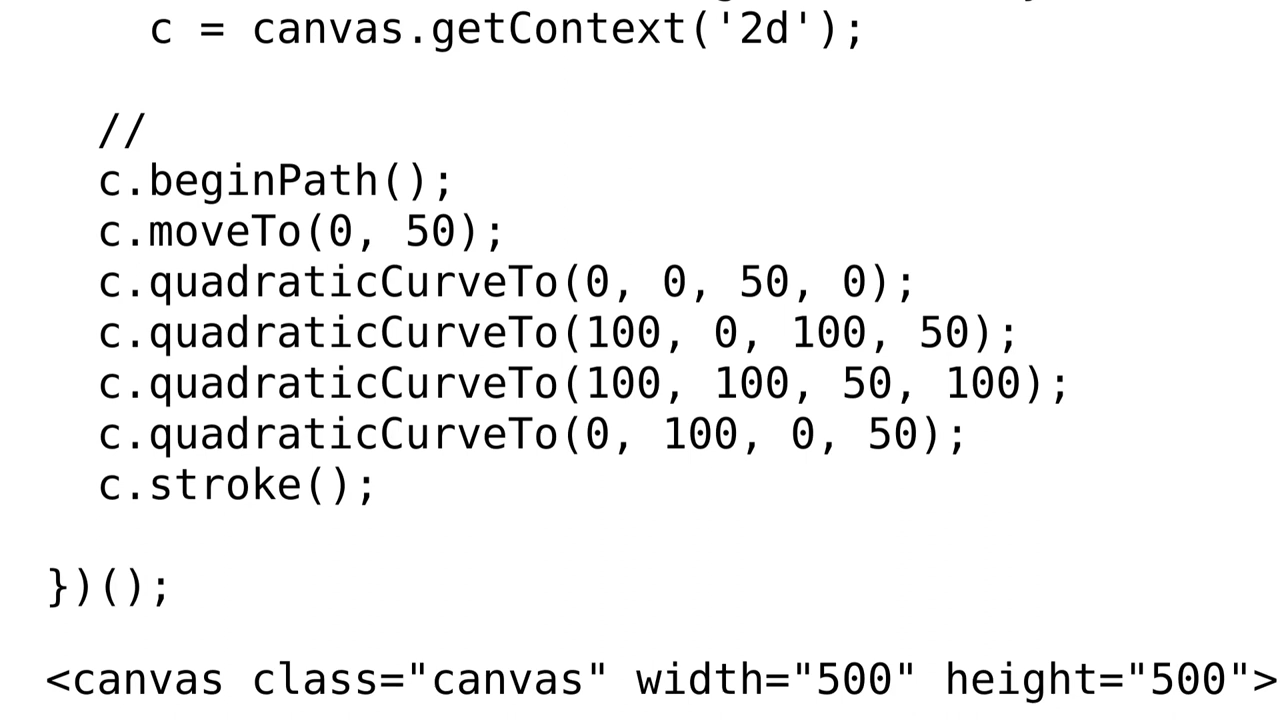 c = canvas.getContext('2d');
//
c.beginPath();
c.moveTo(0, 50);
c.quadraticCurveTo(0, 0, 50, 0);
c.quadraticCurveTo(100, 0, 100, 50);
c.quadraticCurveTo(100, 100, 50, 100);
c.quadraticCurveTo(0, 100, 0, 50);
c.stroke();
})();
<canvas class="canvas" width="500" height="500">